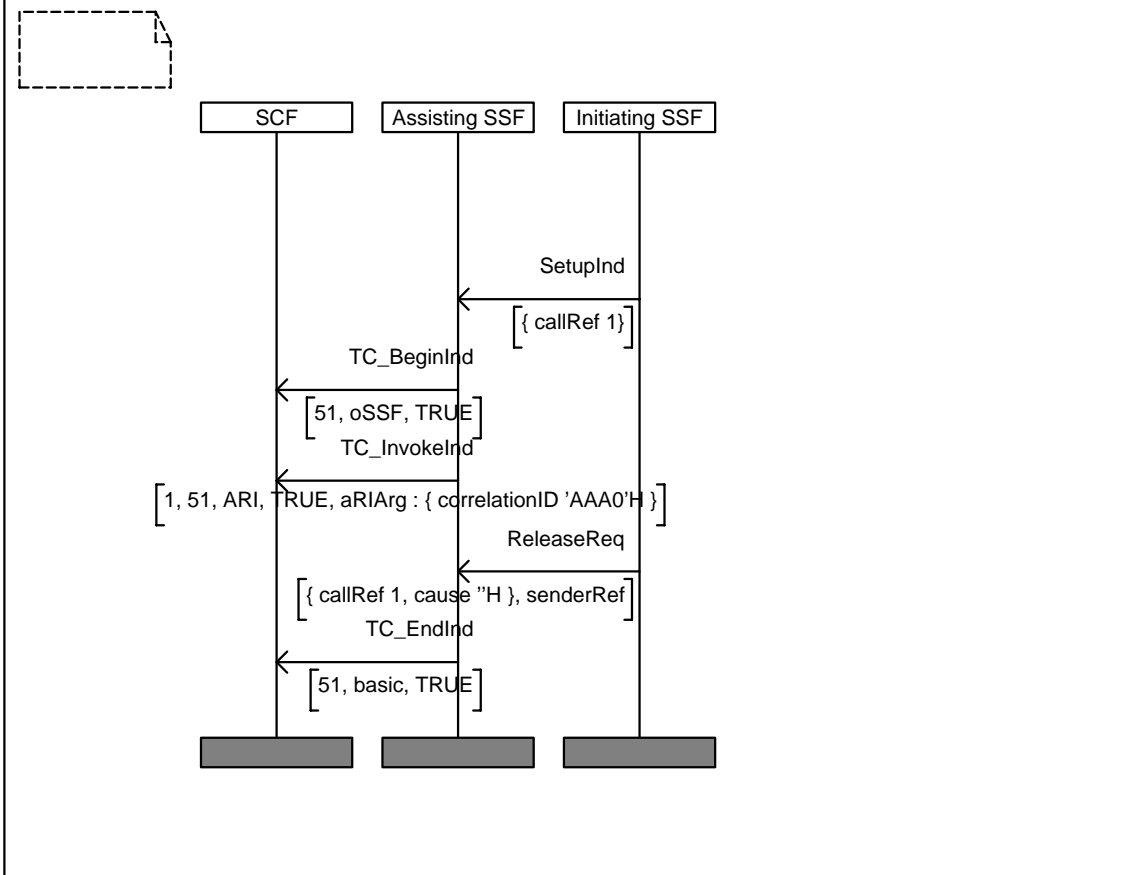 SCF
Assisting SSF
Initiating SSF
SetupInd
{ callRef 1}
TC_BeginInd
51, oSSF, TRUE
TC_InvokeInd
1, 51, ARI, TRUE, aRIArg : { correlationID ’AAA0’H }
ReleaseReq
{ callRef 1, cause ’’H }, senderRef
TC_EndInd
51, basic, TRUE